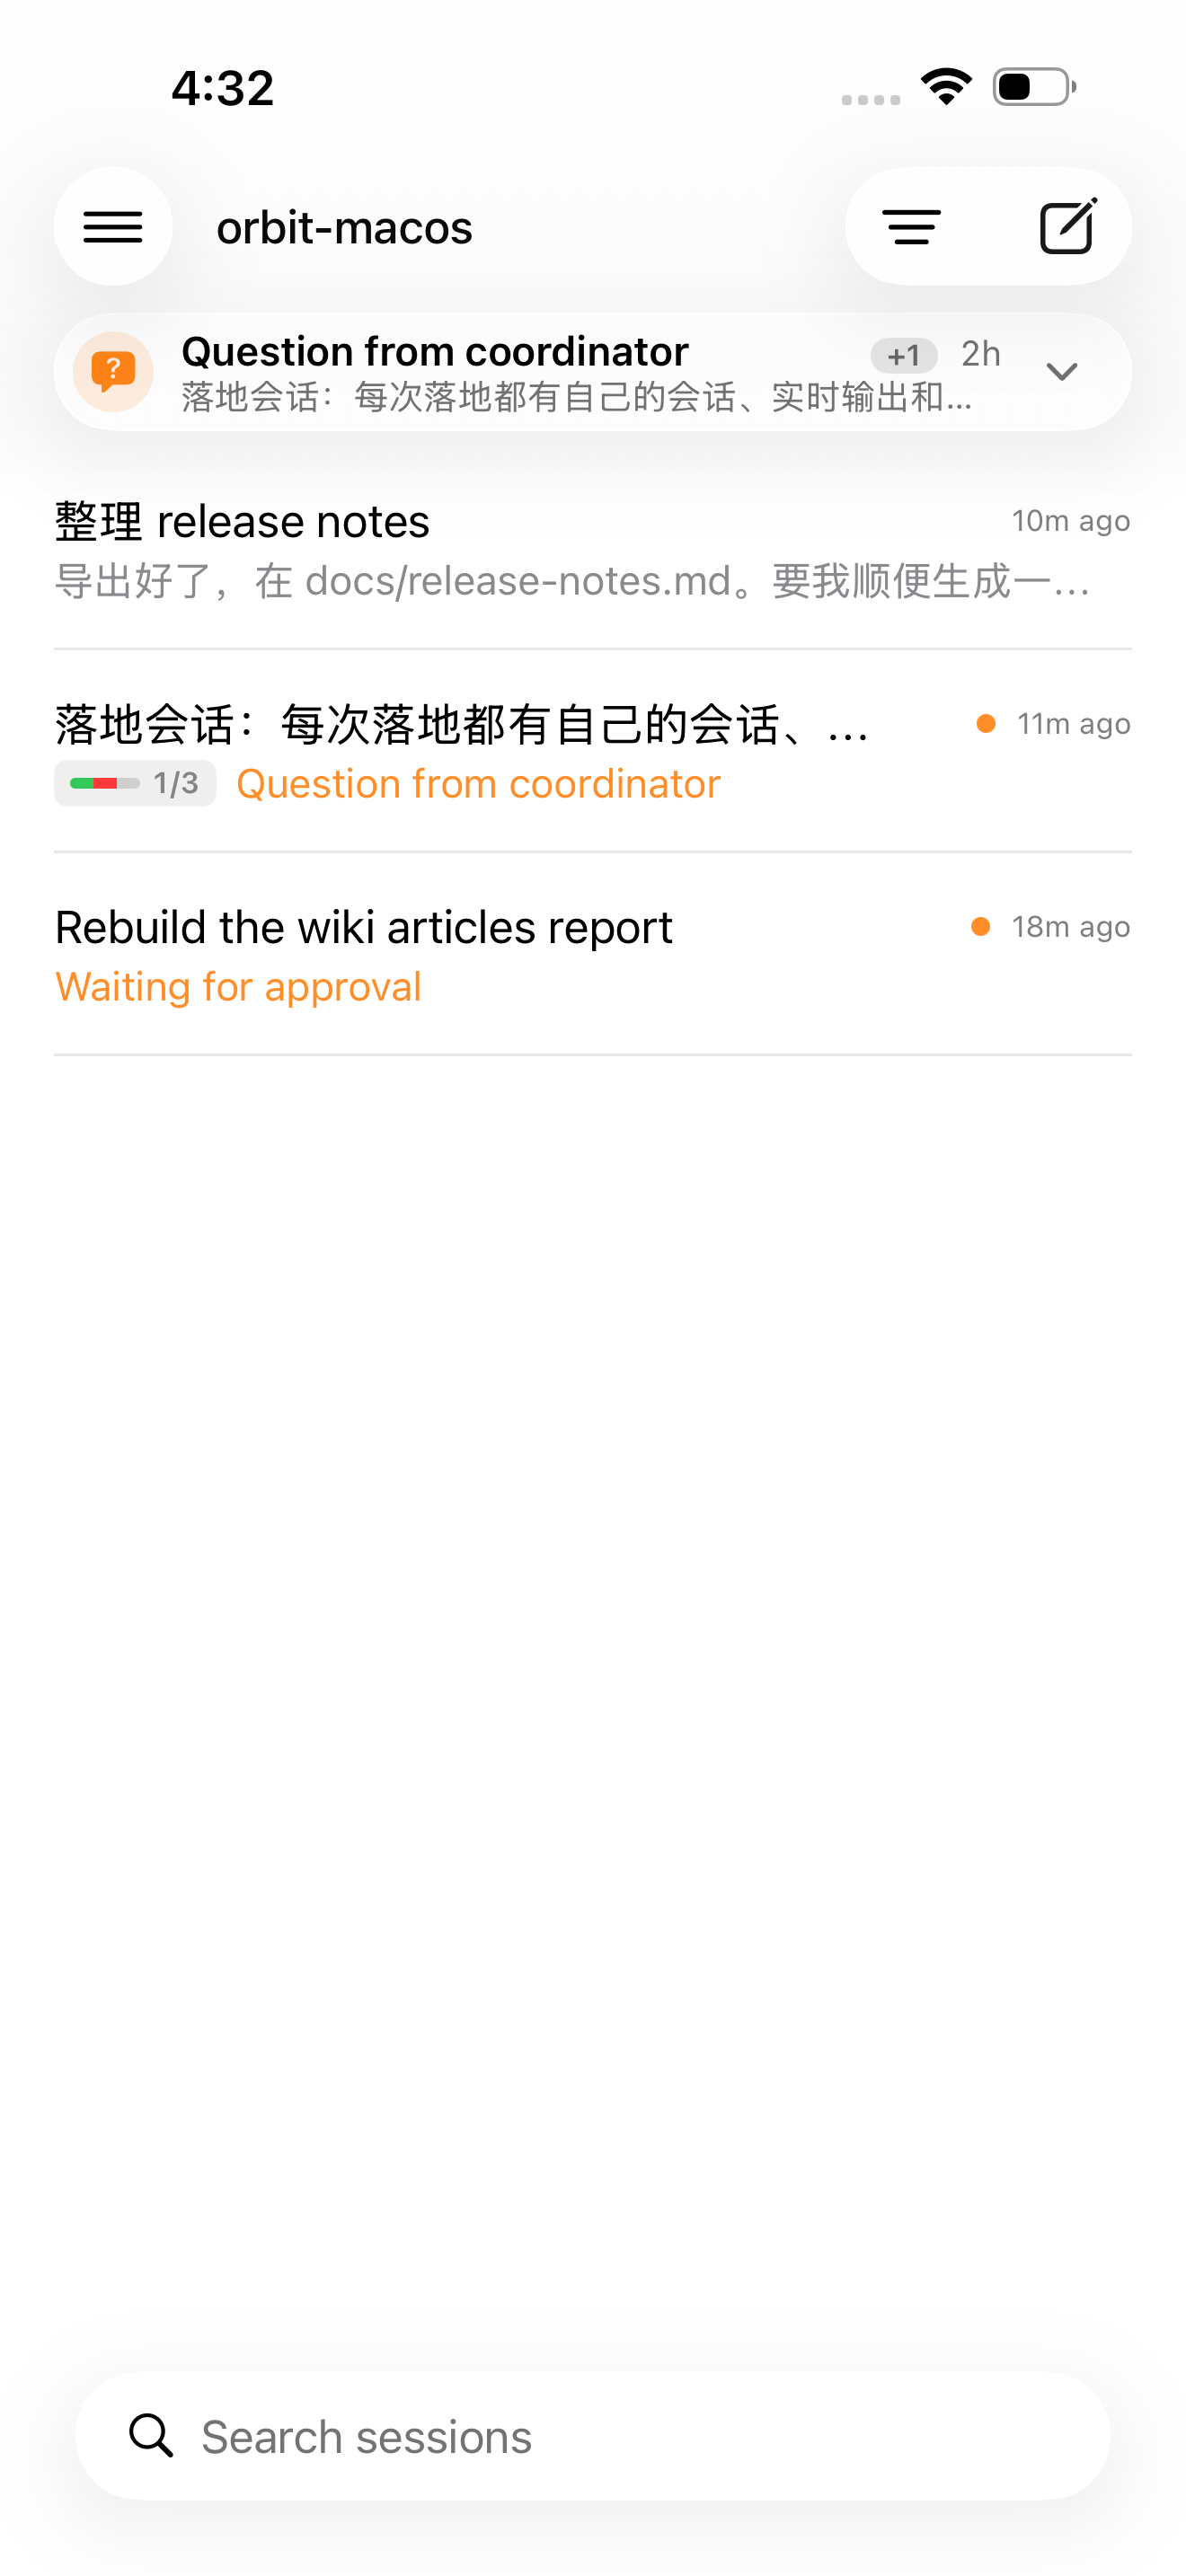 4:32
orbit-macos
Question from coordinator +1 2h
落地会话：每次落地都有自己的会话、实时输出和...
整理 release notes 10m ago
导出好了，在 docs/release-notes.md。要我顺便生成一...
落地会话：每次落地都有自己的会话、... 11m ago
1/3 Question from coordinator
Rebuild the wiki articles report 18m ago
Waiting for approval
Search sessions